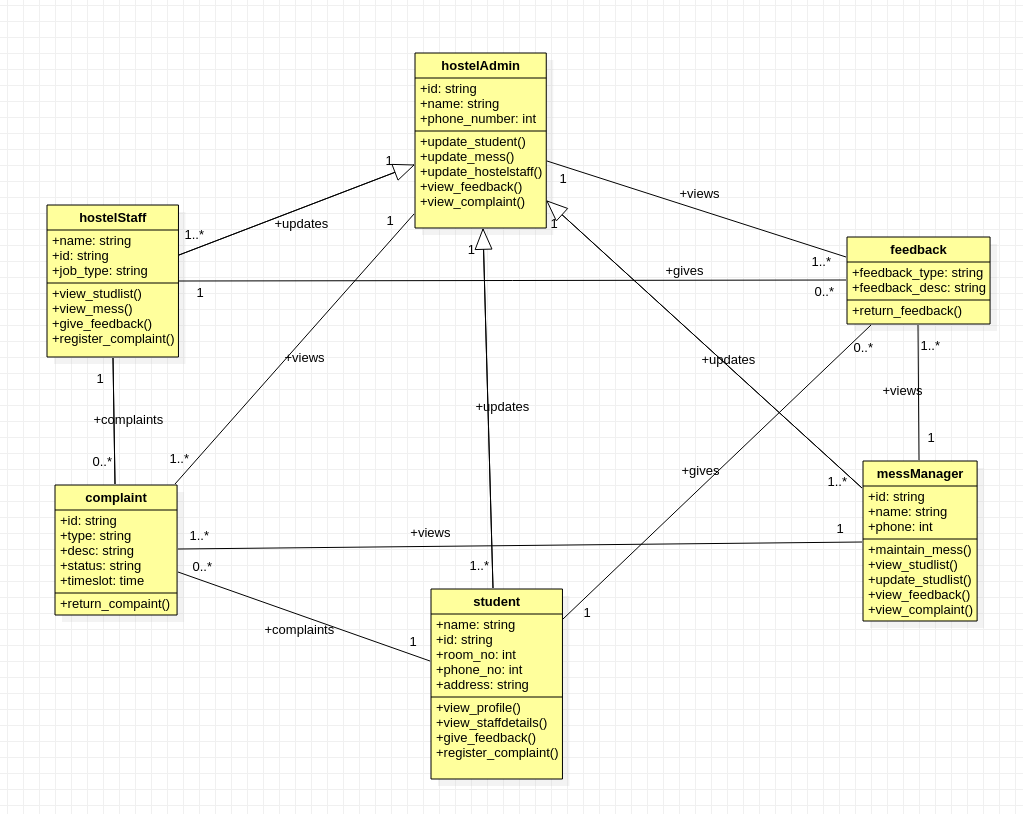 hostelAdmin
+id: string
+name: string
+phone_number: int
+update_student()
+update_mess()
+update_hostelstaff()
+view_feedback()
+view_complaint()
1
1
1
1
1
+views
+updates
hostelStaff
+name: string
+id: string
+job_type: string
+view_studlist()
+view_mess()
+give_feedback()
+register_complaint()
1..*
1
+gives
1..*
0..*
feedback
+feedback_type: string
+feedback_desc: string
+return_feedback()
0..*
1..*
+views
+updates
+views
1
+complaints
0..*
1..*
+updates
1
+gives
1..*
messManager
+id: string
+name: string
+phone: int
+maintain_mess()
+view_studlist()
+update_studlist()
+view_feedback()
+view_complaint()
complaint
+id: string
+type: string
+desc: string
+status: string
+timeslot: time
+return_compaint()
1..*
+views
1
0..*
1..*
+complaints
1
1
student
+name: string
+id: string
+room_no: int
+phone_no: int
+address: string
+view_profile()
+view_staffdetails()
+give_feedback()
+register_complaint()